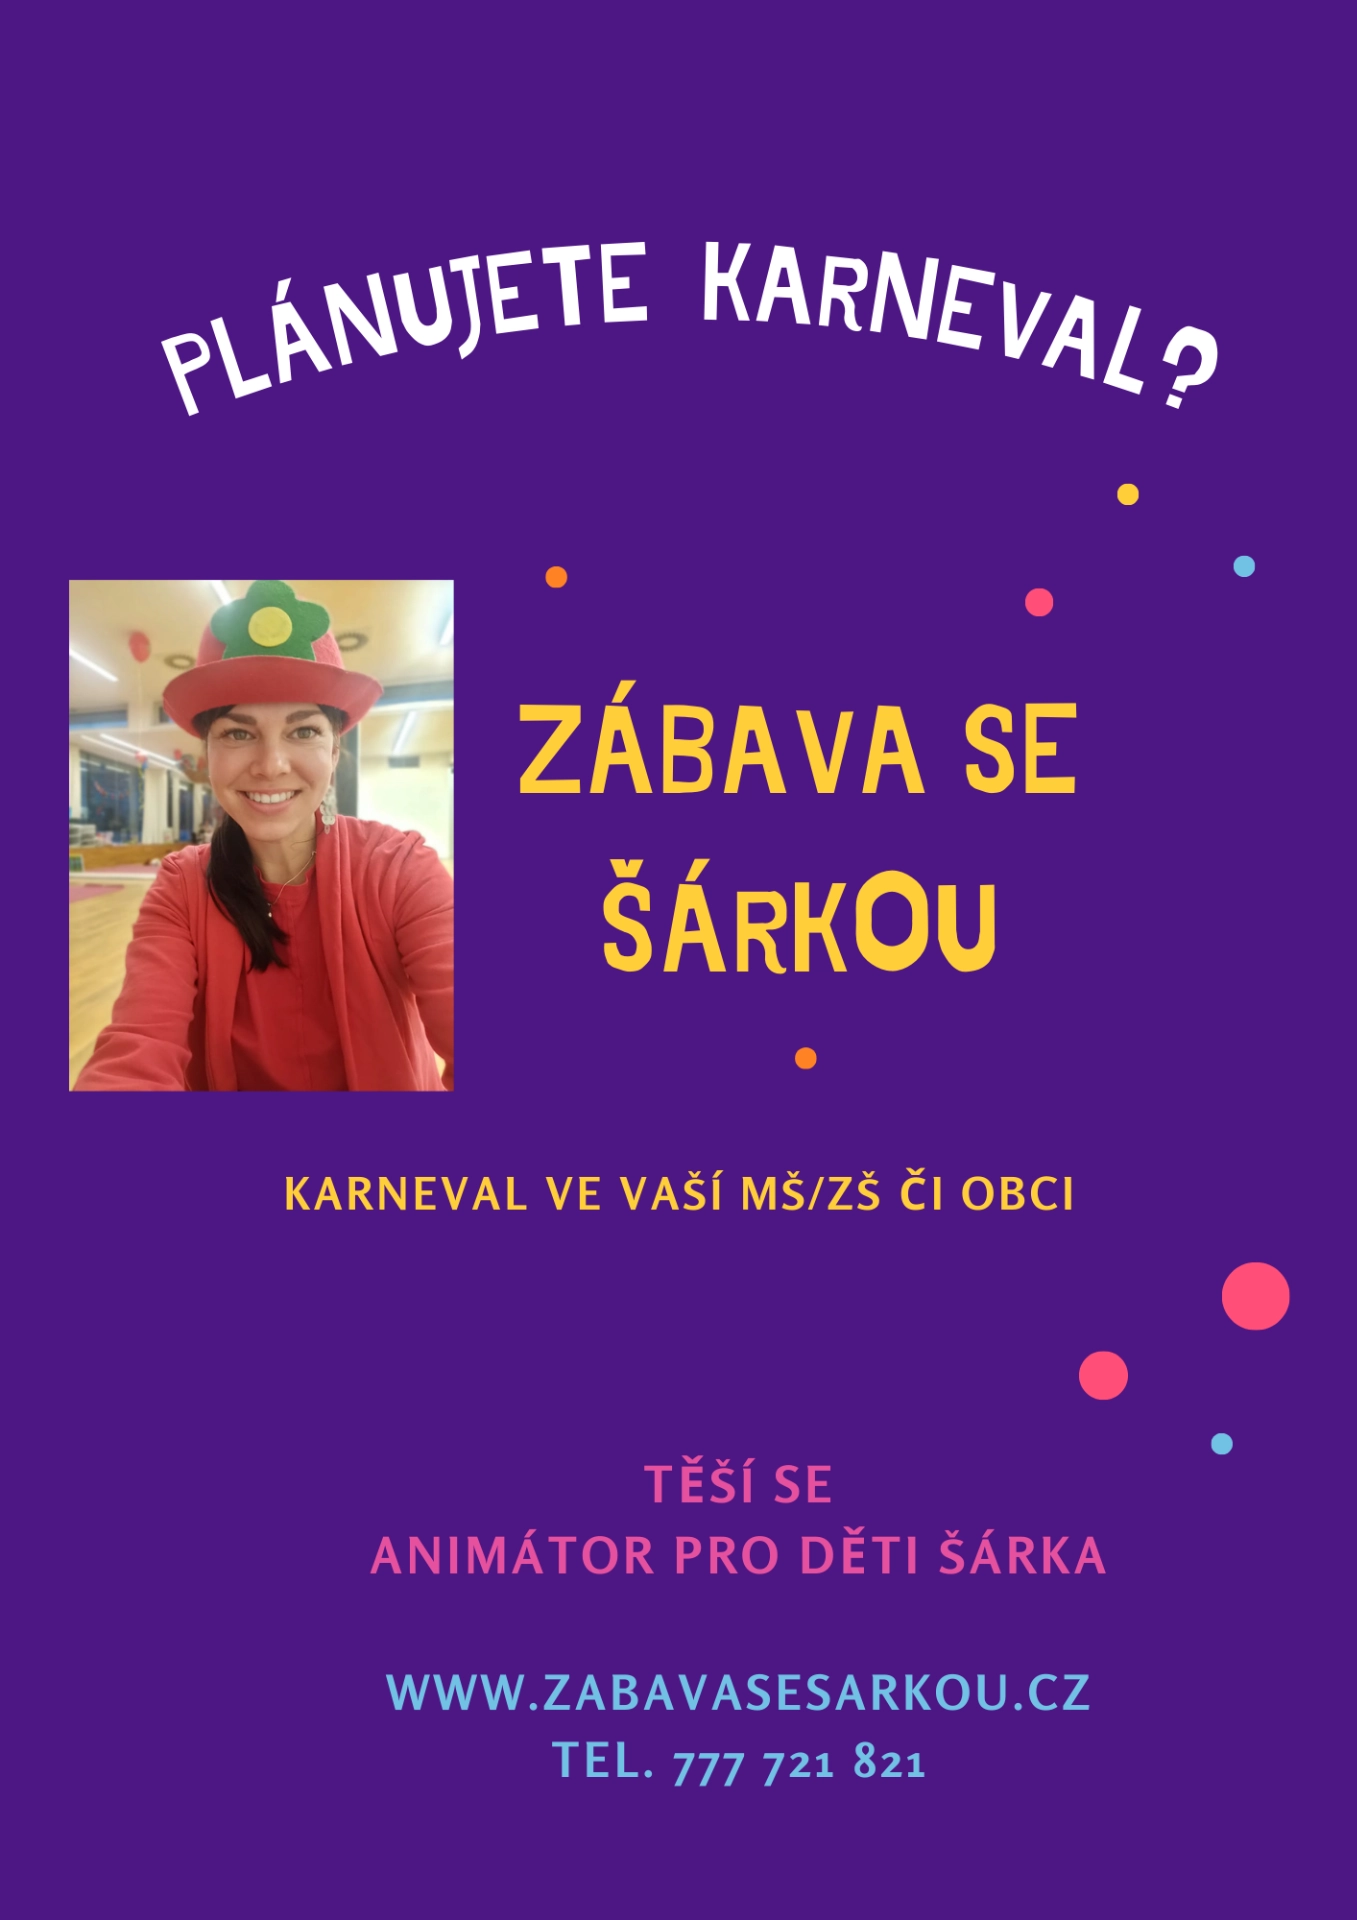 PLÁNUJETE KARNEVAL?
ZÁBAVA SE
ŠÁRKOU
KARNEVAL VE VAŠÍ MŠ/ZŠ ČI OBCI
TĚŠÍ SE
ANIMÁTOR PRO DĚTI ŠÁRKA
WWW.ZABAVASESARKOU.CZ
TEL. 777 721 821